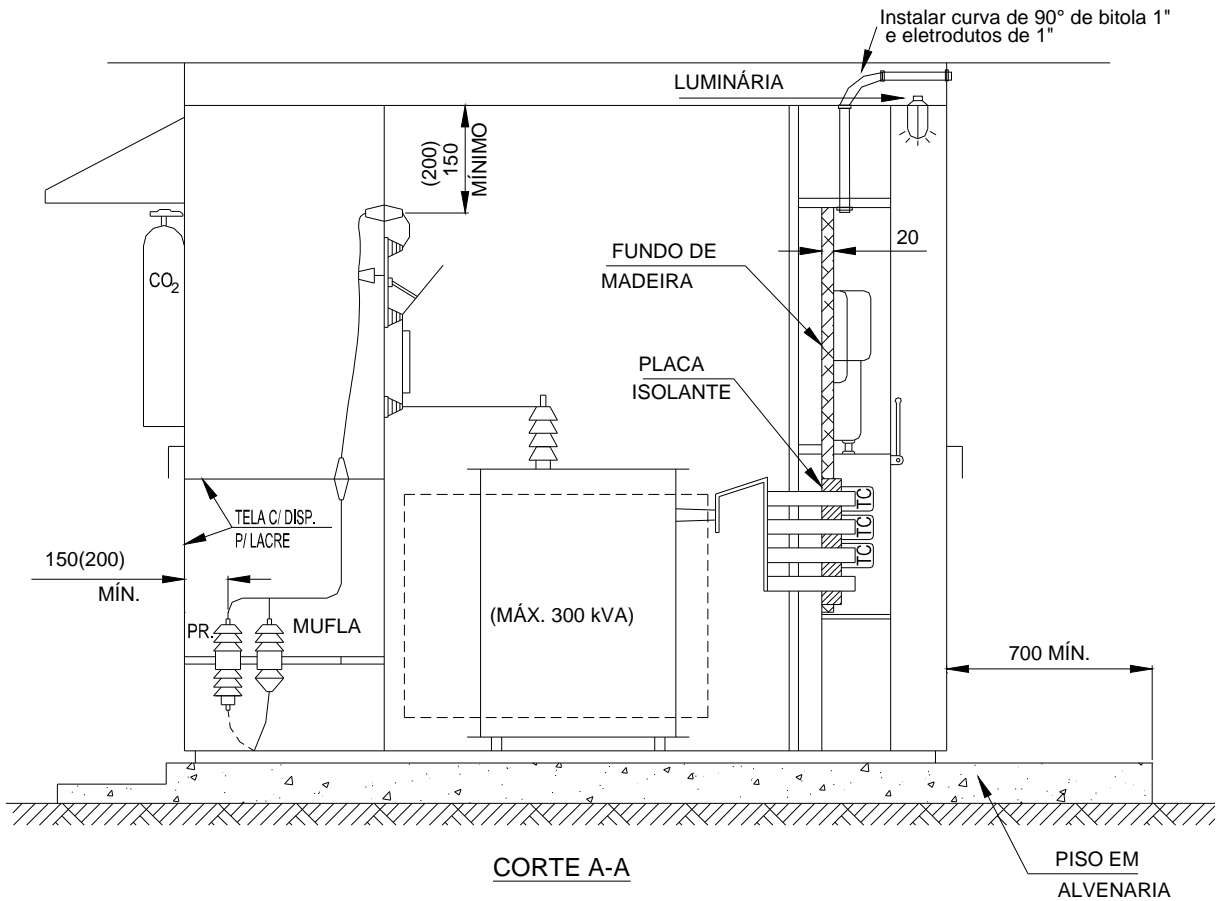 Instalar curva de 90° de bitola 1"
e eletrodutos de 1"
LUMINÁRIA
(200)
150
MÍNIMO
20
CO2
FUNDO DE
MADEIRA
PLACA
ISOLANTE
TELA C/ DISP.
P/ LACRE
TC
TC
TC
150(200)
MÍN.
PR.
MUFLA
(MÁX. 300 kVA)
700 MÍN.
CORTE A-A
PISO EM
ALVENARIA